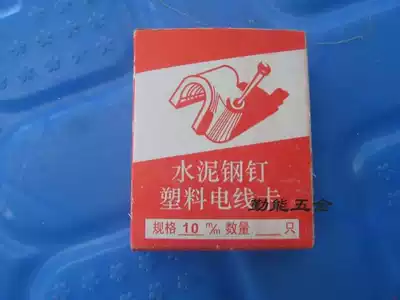 水泥钢钉
塑料电线卡
勤能五金
规格 10 m/m 数量 ____ 只